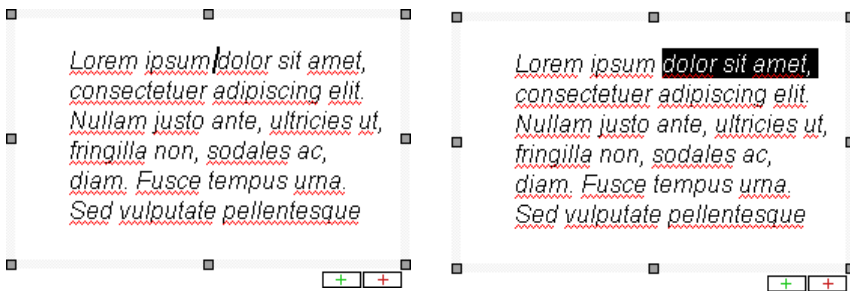 Lorem ipsum dolor sit amet,
consectetuer adipiscing elit.
Nullam justo ante, ultricies ut,
fringilla non, sodales ac,
diam. Fusce tempus urna.
Sed vulputate pellentesque
Lorem ipsum dolor sit amet,
consectetuer adipiscing elit.
Nullam justo ante, ultricies ut,
fringilla non, sodales ac,
diam. Fusce tempus urna.
Sed vulputate pellentesque